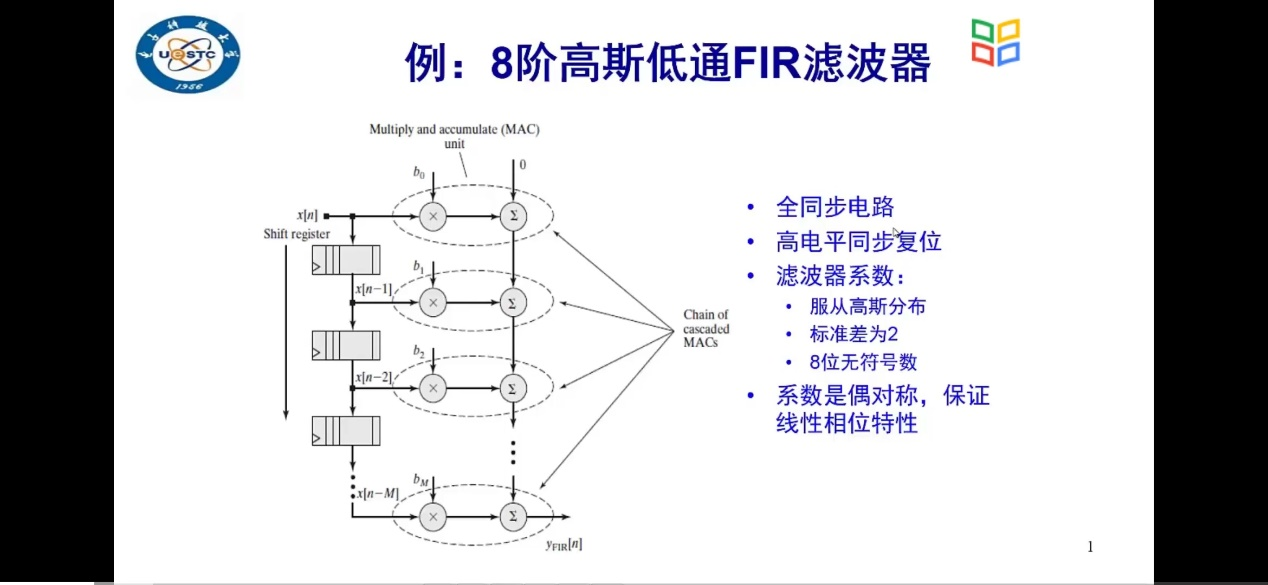 UESTC
1956
例：8阶高斯低通FIR滤波器
Multiply and accumulate (MAC)
unit
b0
0
x[n]
×
Σ
Shift register
b1
x[n−1]
×
Σ
b2
x[n−2]
×
Σ
Chain of
cascaded
MACs
bM
x[n−M]
×
Σ
yFIR[n]
• 全同步电路
• 高电平同步复位
• 滤波器系数：
• 服从高斯分布
• 标准差为2
• 8位无符号数
• 系数是偶对称，保证
线性相位特性
1